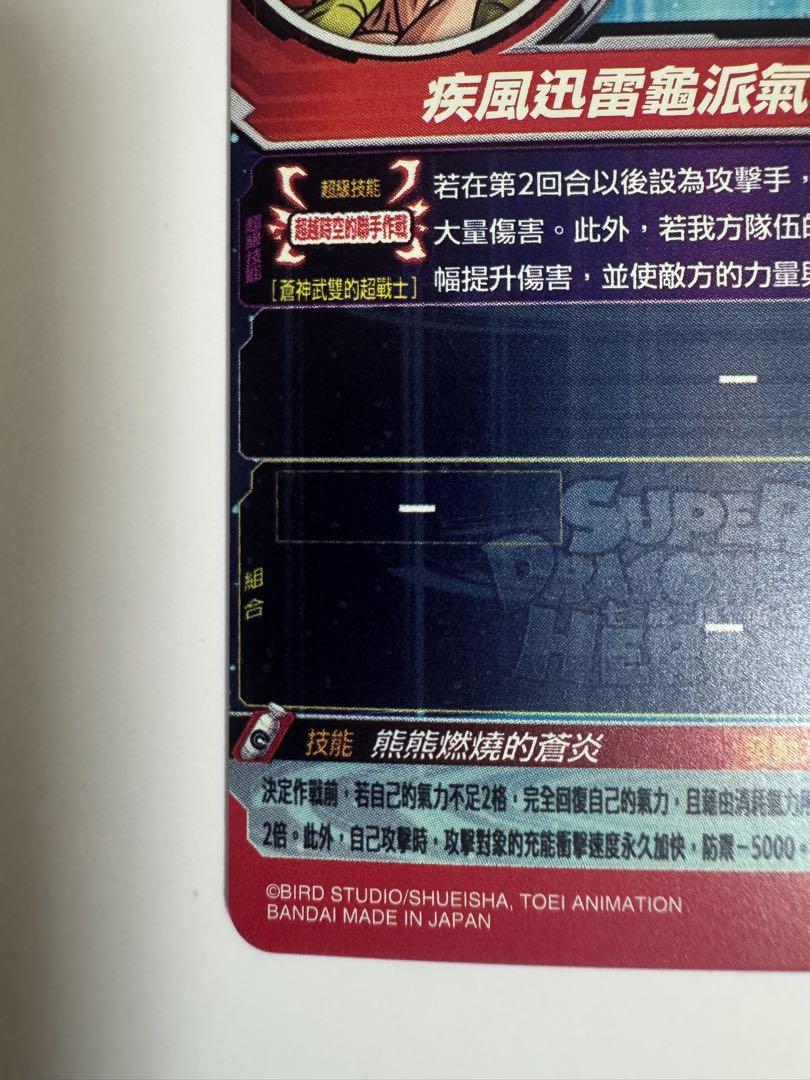 疾風迅雷龜派氣
超級技能
超級技能
超越時空的聯手作戰
[蒼神武雙的超戰士]
若在第2回合以後設為攻擊手，
大量傷害。此外，若我方隊伍的
幅提升傷害，並使敵方的力量與
—
—
SUPER
DRAGON
HER
組合
—
技能 熊熊燃燒的蒼炎
決定作戰前，若自己的氣力不足2格，完全回復自己的氣力，且藉由消耗氣力
2倍。此外，自己攻擊時，攻擊對象的充能衝擊速度永久加快，防禦－5000。
©BIRD STUDIO/SHUEISHA, TOEI ANIMATION
BANDAI MADE IN JAPAN